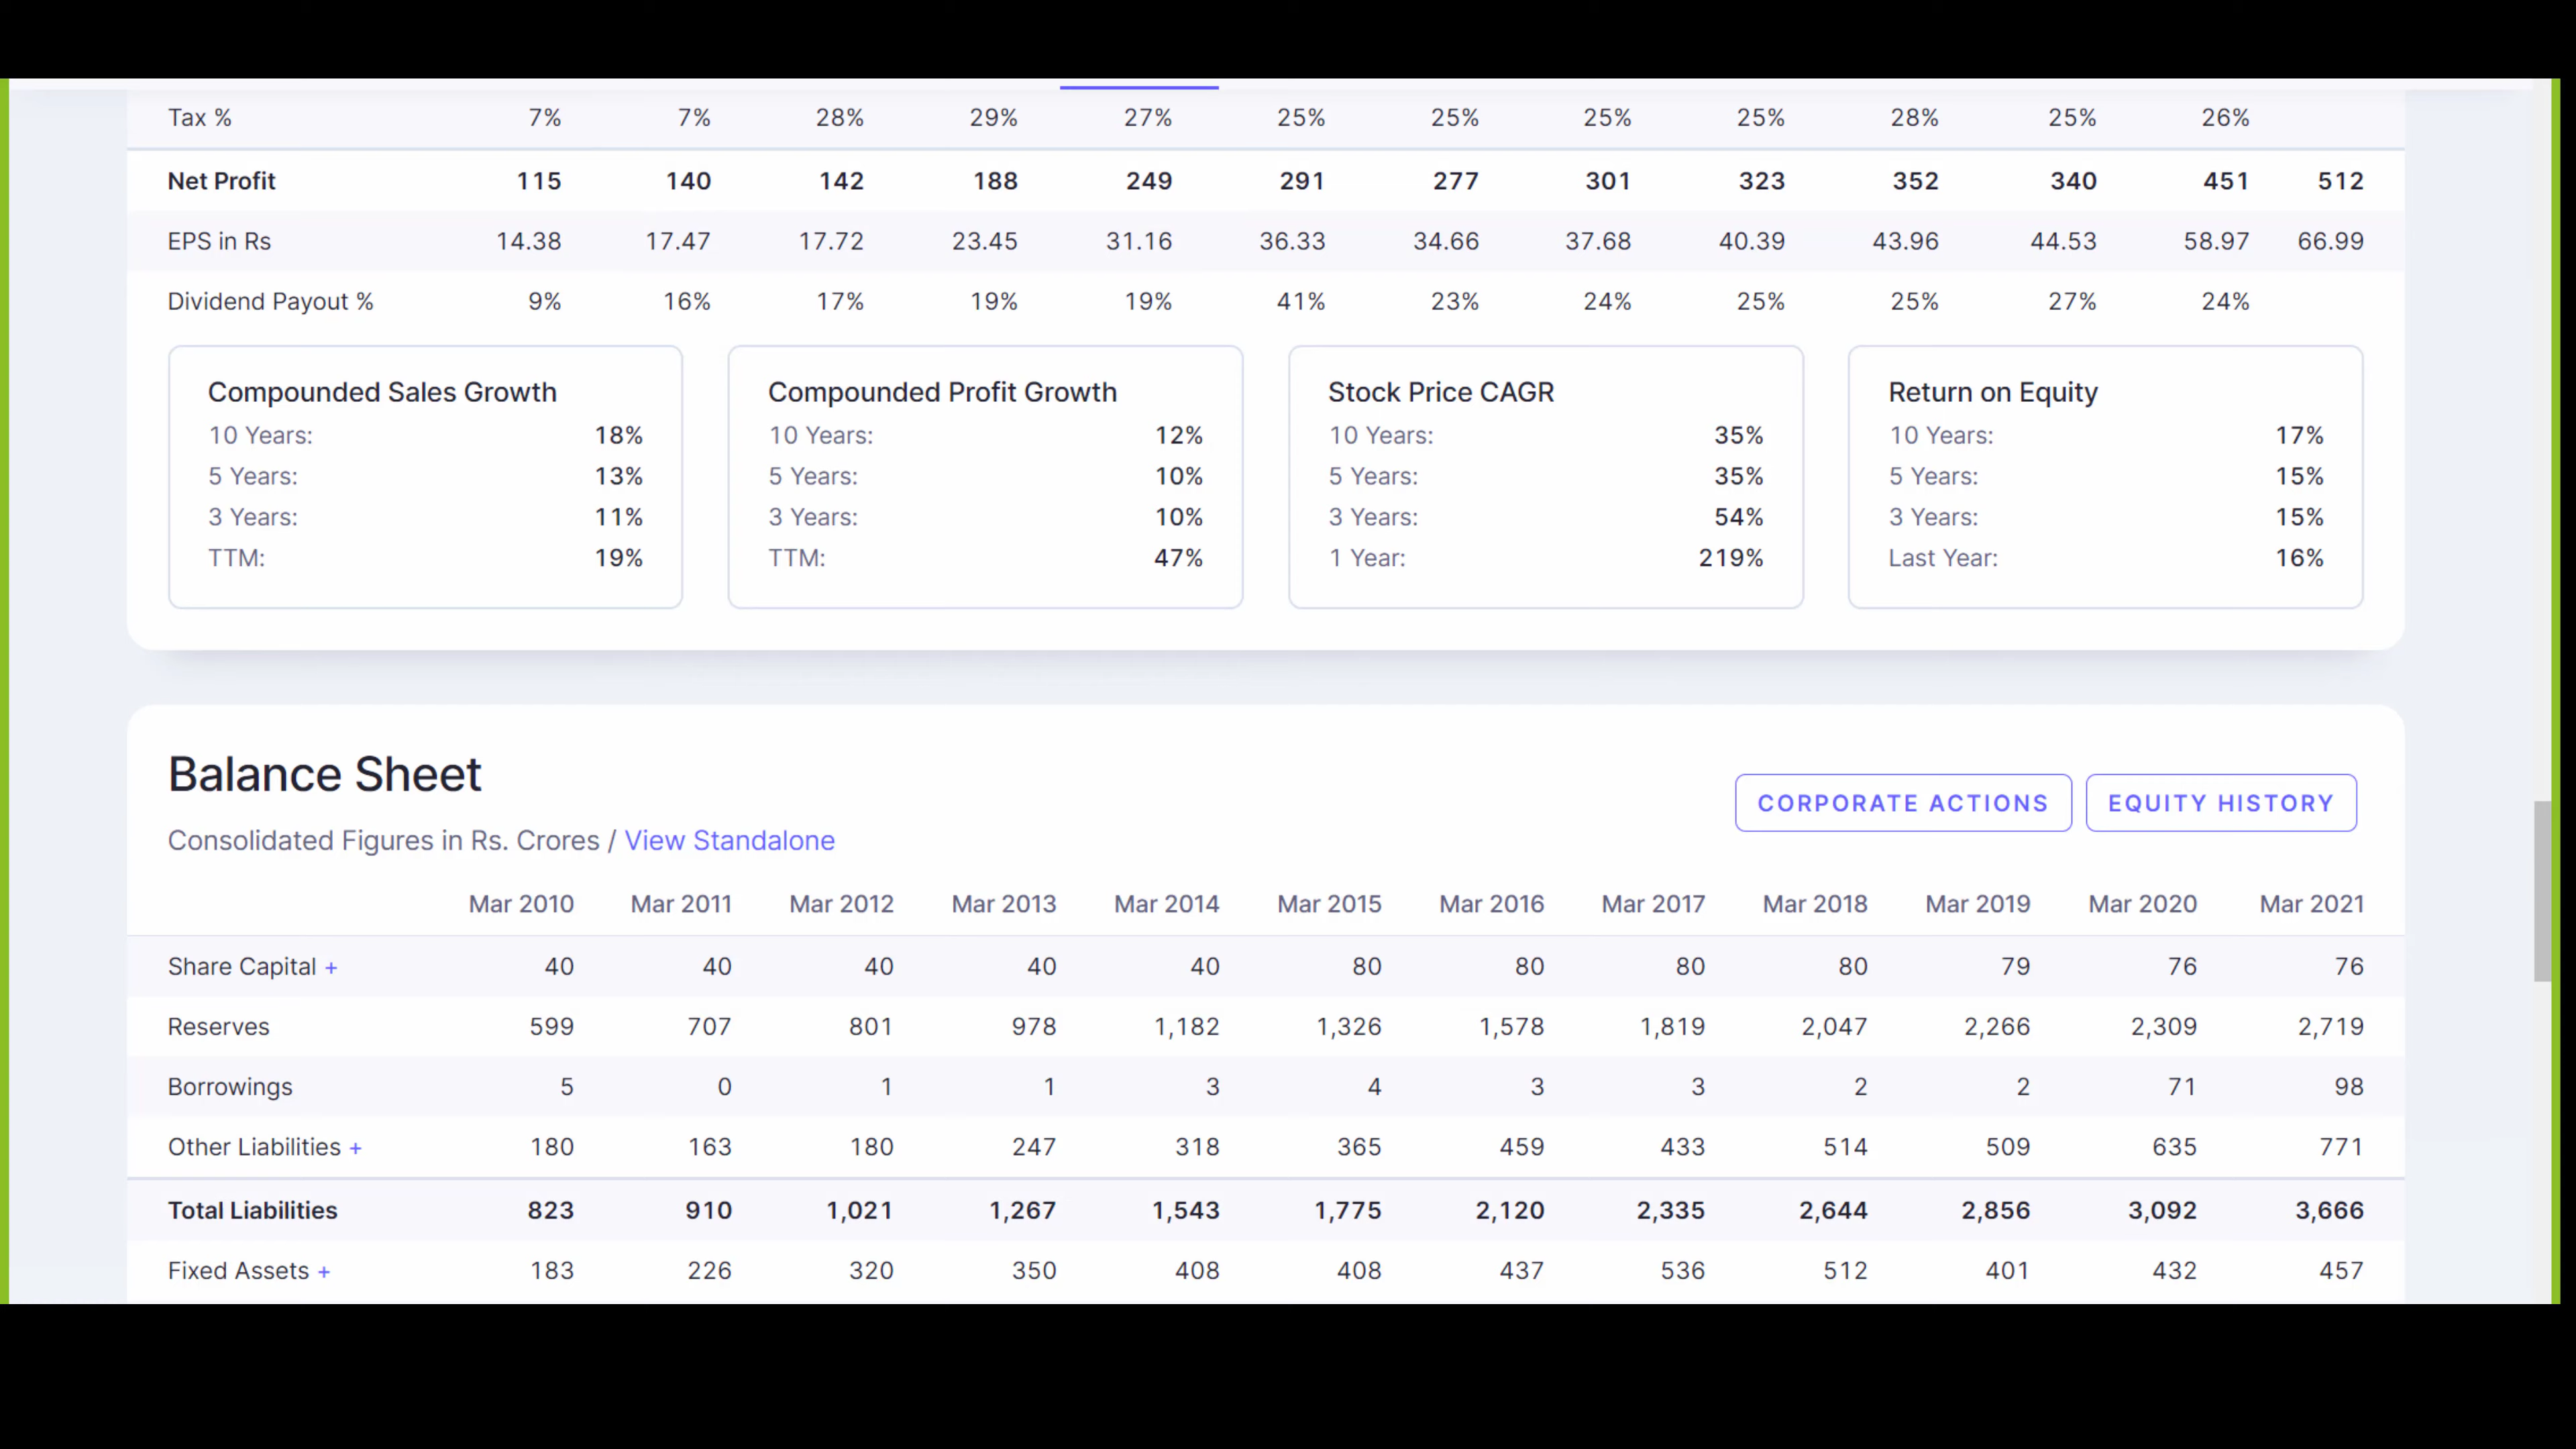 Tax % 7% 7% 28% 29% 27% 25% 25% 25% 25% 28% 25% 26%
Net Profit 115 140 142 188 249 291 277 301 323 352 340 451 512
EPS in Rs 14.38 17.47 17.72 23.45 31.16 36.33 34.66 37.68 40.39 43.96 44.53 58.97 66.99
Dividend Payout % 9% 16% 17% 19% 19% 41% 23% 24% 25% 25% 27% 24%
Compounded Sales Growth
10 Years: 18%
5 Years: 13%
3 Years: 11%
TTM: 19%
Compounded Profit Growth
10 Years: 12%
5 Years: 10%
3 Years: 10%
TTM: 47%
Stock Price CAGR
10 Years: 35%
5 Years: 35%
3 Years: 54%
1 Year: 219%
Return on Equity
10 Years: 17%
5 Years: 15%
3 Years: 15%
Last Year: 16%
Balance Sheet
CORPORATE ACTIONS EQUITY HISTORY
Consolidated Figures in Rs. Crores / View Standalone
Mar 2010 Mar 2011 Mar 2012 Mar 2013 Mar 2014 Mar 2015 Mar 2016 Mar 2017 Mar 2018 Mar 2019 Mar 2020 Mar 2021
Share Capital + 40 40 40 40 40 80 80 80 80 79 76 76
Reserves 599 707 801 978 1,182 1,326 1,578 1,819 2,047 2,266 2,309 2,719
Borrowings 5 0 1 1 3 4 3 3 2 2 71 98
Other Liabilities + 180 163 180 247 318 365 459 433 514 509 635 771
Total Liabilities 823 910 1,021 1,267 1,543 1,775 2,120 2,335 2,644 2,856 3,092 3,666
Fixed Assets + 183 226 320 350 408 408 437 536 512 401 432 457